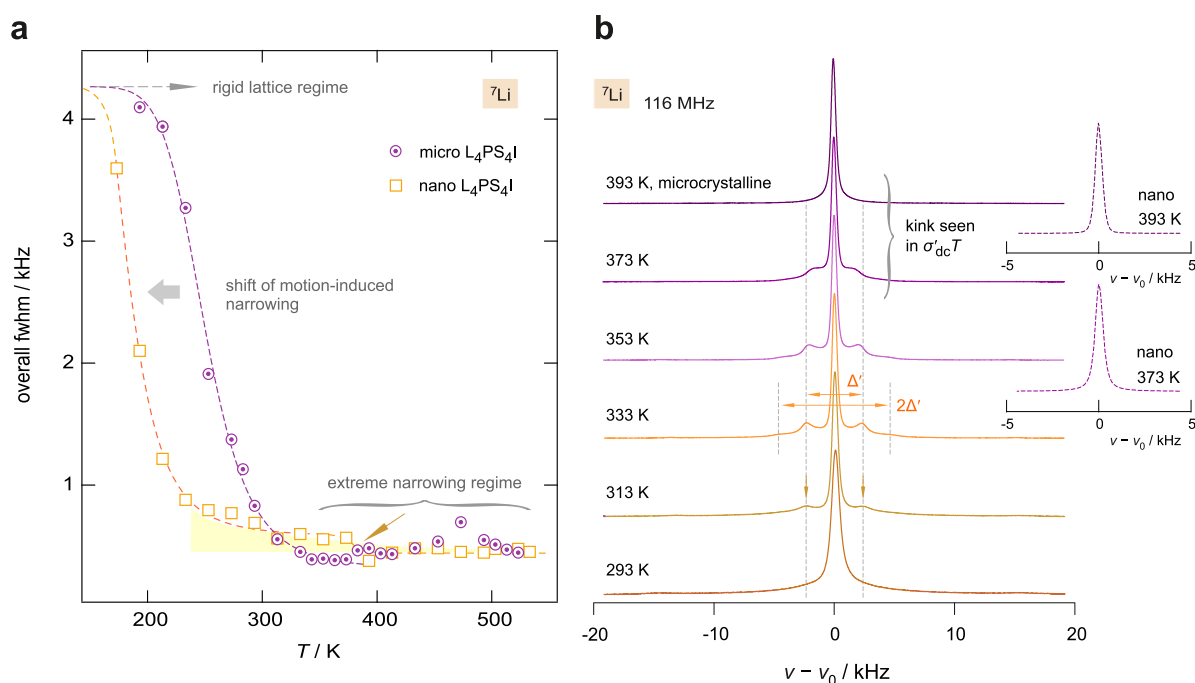 a
overall fwhm / kHz
4
3
2
1
200
300
400
500
T / K
rigid lattice regime
⁷Li
micro L₄PS₄I
nano L₄PS₄I
shift of motion-induced
narrowing
extreme narrowing regime
b
⁷Li
116 MHz
393 K, microcrystalline
373 K
353 K
333 K
313 K
293 K
kink seen
in σ′dcT
Δ′
2Δ′
-20
-10
0
10
20
ν – ν₀ / kHz
nano
393 K
-5
0
5
ν – ν₀ / kHz
nano
373 K
-5
0
5
ν – ν₀ / kHz